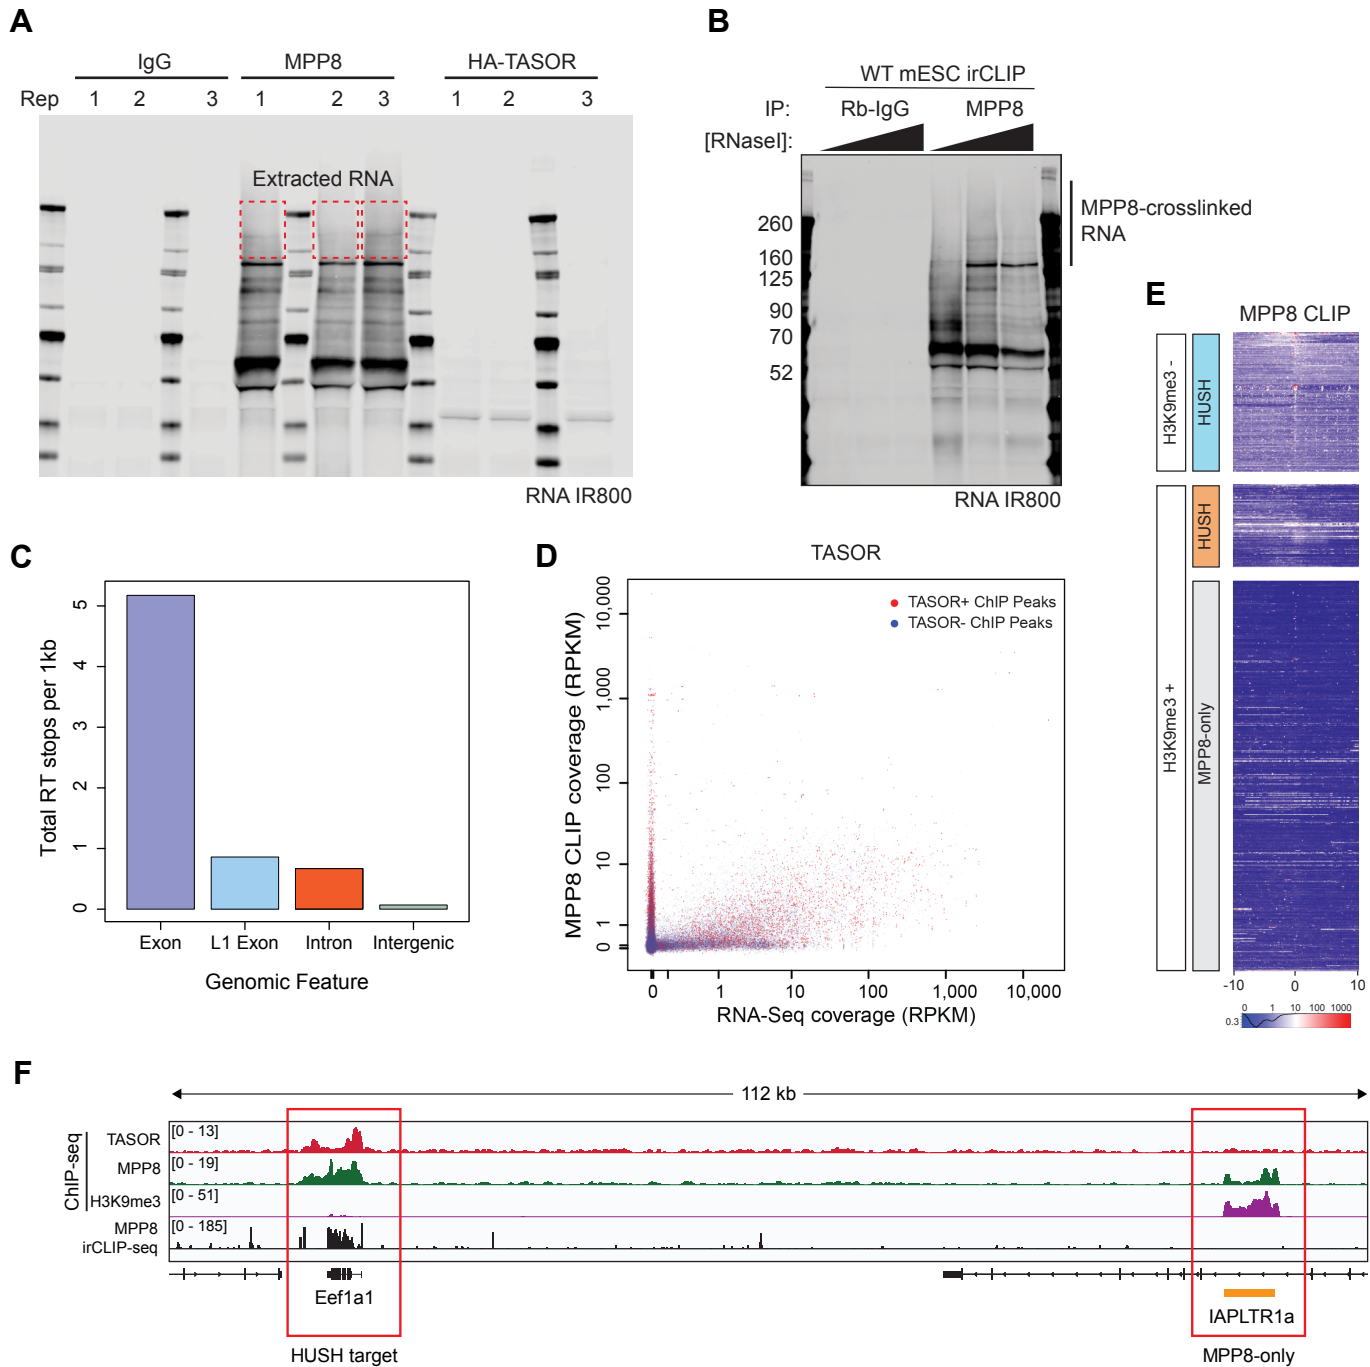 A
IgG MPP8 HA-TASOR
Rep 1 2 3 1 2 3 1 2 3
Extracted RNA
RNA IR800
B
WT mESC irCLIP
IP: Rb-IgG MPP8
[RNaseI]:
260
160
125
90
70
52
MPP8-crosslinked
RNA
RNA IR800
C
Total RT stops per 1kb
5
4
3
2
1
0
Exon L1 Exon Intron Intergenic
Genomic Feature
D
TASOR
MPP8 CLIP coverage (RPKM)
10,000
1,000
100
10
1
0
TASOR+ ChIP Peaks
TASOR- ChIP Peaks
0 1 10 100 1,000 10,000
RNA-Seq coverage (RPKM)
E
MPP8 CLIP
H3K9me3 -
HUSH
H3K9me3 +
HUSH
MPP8-only
-10 0 10
0 1 10 100 1000
0.3
F
112 kb
ChIP-seq
TASOR [0 - 13]
MPP8 [0 - 19]
H3K9me3 [0 - 51]
MPP8 [0 - 185]
irCLIP-seq
Eef1a1
IAPLTR1a
HUSH target
MPP8-only